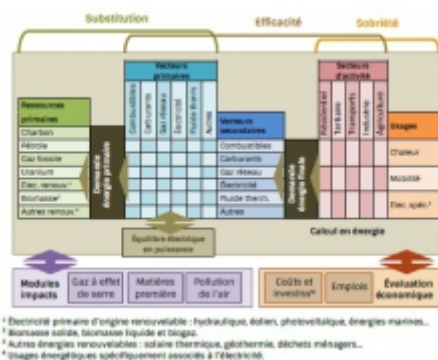 Substitution
Efficacité
Sobriété
Vecteurs
primaires
Secteurs
d'activité
Ressources
primaires
Charbon
Pétrole
Gaz fossile
Uranium
Élec. renouv.¹
Biomasse²
Autres renouv.³
Demande
énergie primaire
Combustibles
Carburants
Gaz réseau
Électricité
Fluide therm.
Autres
Vecteurs
secondaires
Combustibles
Carburants
Gaz réseau
Électricité
Fluide therm.
Autres
Demande
énergie finale
Résidentiel
Tertiaire
Transports
Industrie
Agriculture
Usages
Chaleur
Mobilité
Élec. spé.⁴
Équilibre électrique
en puissance
Calcul en énergie
Modules
impacts
Gaz à effet
de serre
Matières
première
Pollution
de l'air
Coûts et
investiss
Emplois
Évaluation
économique
¹ Électricité primaire d'origine renouvelable : hydraulique, éolien, photovoltaïque, énergies marines...
² Biomasse solide, biomasse liquide et biogaz.
³ Autres énergies renouvelables : solaire thermique, géothermie, déchets ménagers...
⁴ Usages énergétiques spécifiquement associés à l'électricité.